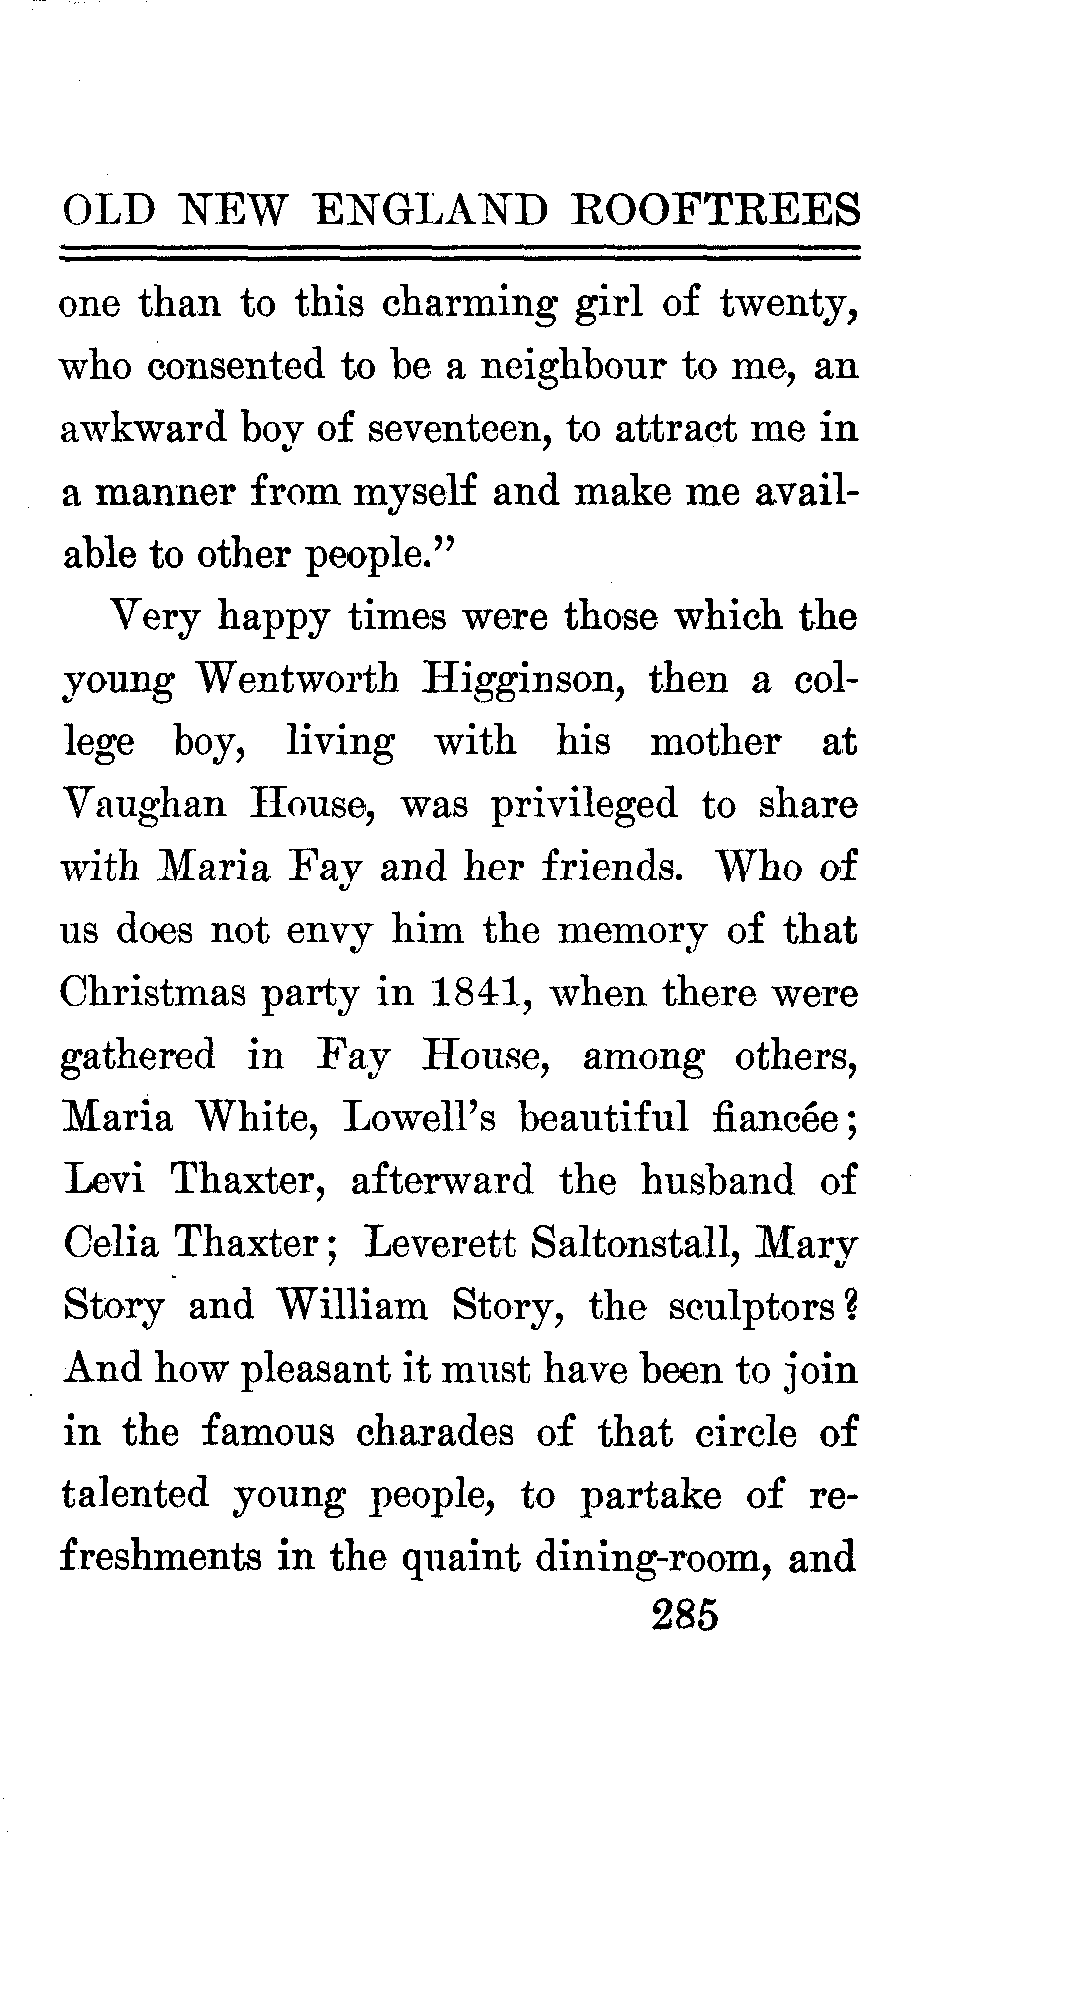 OLD NEW ENGLAND ROOFTREES
one than to this charming girl of twenty,
who consented to be a neighbour to me, an
awkward boy of seventeen, to attract me in
a manner from myself and make me avail-
able to other people."
Very happy times were those which the
young Wentworth Higginson, then a col-
lege boy, living with his mother at
Vaughan House, was privileged to share
with Maria Fay and her friends. Who of
us does not envy him the memory of that
Christmas party in 1841, when there were
gathered in Fay House, among others,
Maria White, Lowell's beautiful fiancée;
Levi Thaxter, afterward the husband of
Celia Thaxter; Leverett Saltonstall, Mary
Story and William Story, the sculptors?
And how pleasant it must have been to join
in the famous charades of that circle of
talented young people, to partake of re-
freshments in the quaint dining-room, and
285